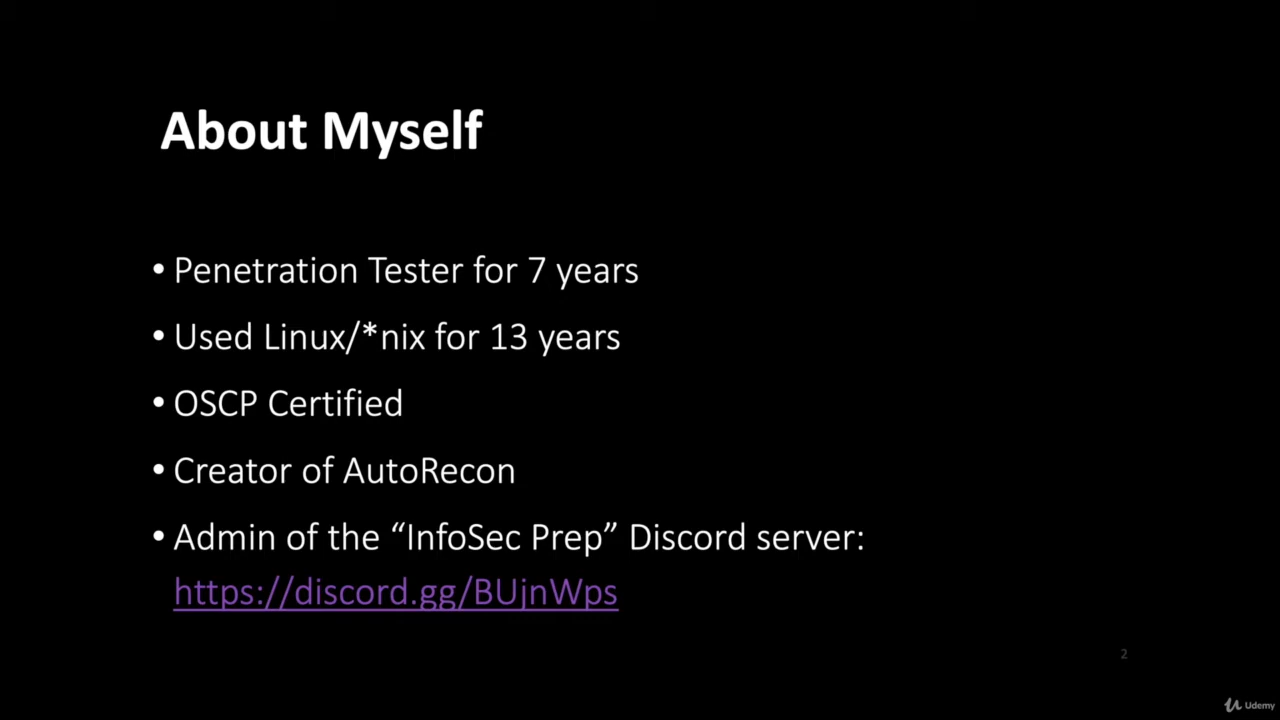 About Myself
• Penetration Tester for 7 years
• Used Linux/*nix for 13 years
• OSCP Certified
• Creator of AutoRecon
• Admin of the “InfoSec Prep” Discord server:
https://discord.gg/BUjnWps
2
Udemy